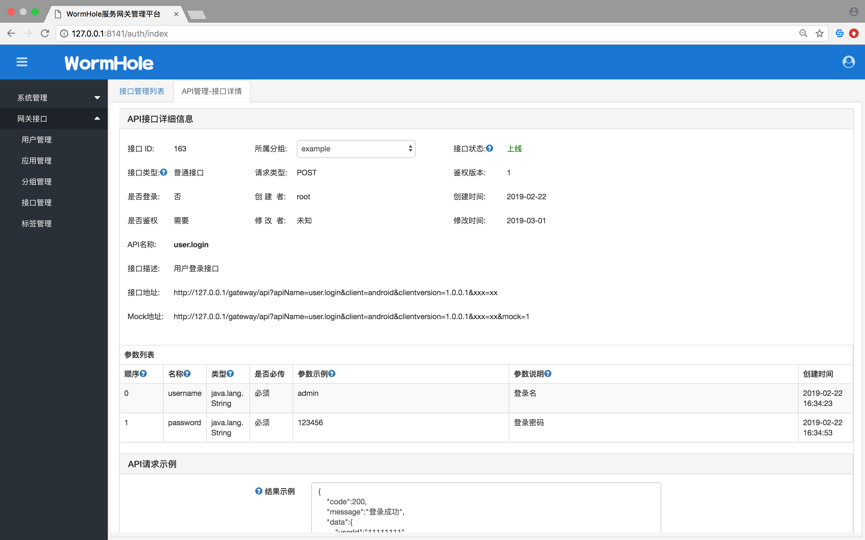 WormHole服务网关管理平台
127.0.0.1:8141/auth/index
WormHole
系统管理
网关接口
用户管理
应用管理
分组管理
接口管理
标签管理
接口管理列表 API管理-接口详情
API接口详细信息
接口 ID: 163 所属分组: example 接口状态: 上线
接口类型: 普通接口 请求类型: POST 鉴权版本: 1
是否登录: 否 创 建 者: root 创建时间: 2019-02-22
是否鉴权 需要 修 改 者: 未知 修改时间: 2019-03-01
API名称: user.login
接口描述: 用户登录接口
接口地址: http://127.0.0.1/gateway/api?apiName=user.login&client=android&clientversion=1.0.0.1&xxx=xx
Mock地址: http://127.0.0.1/gateway/api?apiName=user.login&client=android&clientversion=1.0.0.1&xxx=xx&mock=1
参数列表
顺序 名称 类型 是否必传 参数示例 参数说明 创建时间
0 username java.lang. 必须 admin 登录名 2019-02-22
String 16:34:23
1 password java.lang. 必须 123456 登录密码 2019-02-22
String 16:34:53
API请求示例
结果示例
{
"code":200,
"message":"登录成功",
"data":{
"userId":"11111111"